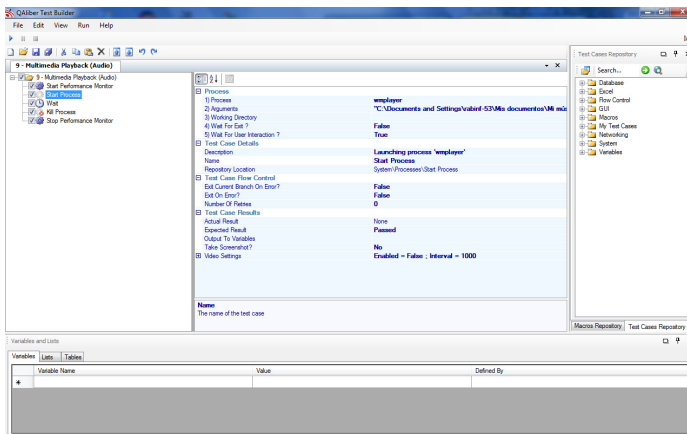 QAliber Test Builder
File Edit View Run Help
9 - Multimedia Playback (Audio)
9 - Multimedia Playback (Audio)
Start Performance Monitor
Start Process
Wait
Kill Process
Stop Performance Monitor
Process
1) Process wmplayer
2) Arguments "C:\Documents and Settings\rabinf-53\Mis documentos\Mi mús
3) Working Directory
4) Wait For Exit ? False
5) Wait For User Interaction ? True
Test Case Details
Description Launching process 'wmplayer'
Name Start Process
Repository Location System\Processes\Start Process
Test Case Flow Control
Exit Current Branch On Error? False
Exit On Error? False
Number Of Retries 0
Test Case Results
Actual Result None
Expected Result Passed
Output To Variables
Take Screenshot? No
Video Settings Enabled = False ; Interval = 1000
Name
The name of the test case
Test Cases Repository
Search...
Database
Excel
Flow Control
GUI
Macros
My Test Cases
Networking
System
Variables
Macros Repository Test Cases Repository
Variables and Lists
Variables Lists Tables
Variable Name Value Defined By